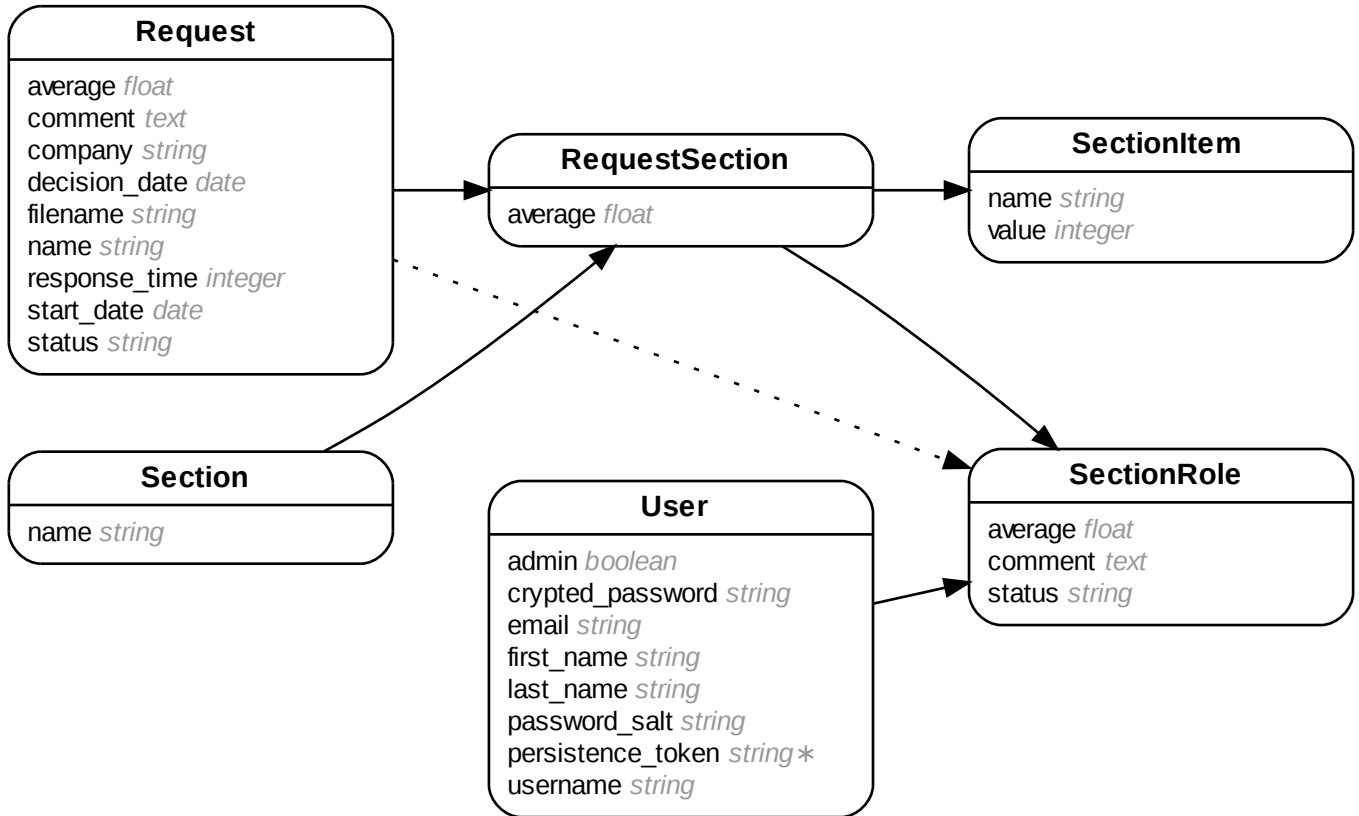 Request
average float
comment text
company string
decision_date date
filename string
name string
response_time integer
start_date date
status string
RequestSection
average float
SectionItem
name string
value integer
Section
name string
User
admin boolean
crypted_password string
email string
first_name string
last_name string
password_salt string
persistence_token string∗
username string
SectionRole
average float
comment text
status string